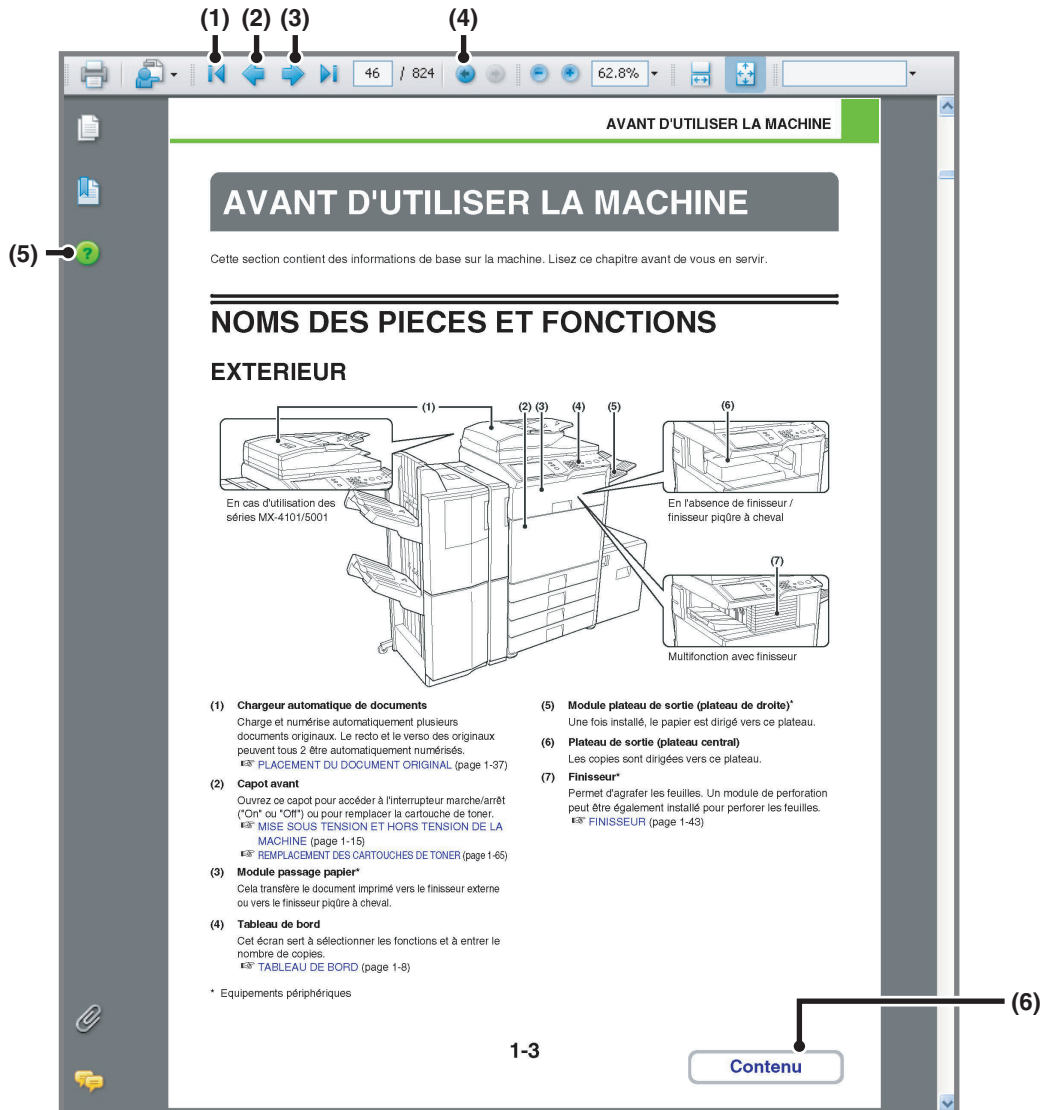 (1) (2) (3) (4)
46 / 824 62.8%
AVANT D'UTILISER LA MACHINE
AVANT D'UTILISER LA MACHINE
(5)
Cette section contient des informations de base sur la machine. Lisez ce chapitre avant de vous en servir.
NOMS DES PIECES ET FONCTIONS
EXTERIEUR
(1) (2) (3) (4) (5) (6)
En cas d'utilisation des
séries MX-4101/5001
En l'absence de finisseur /
finisseur piqûre à cheval
(7)
Multifonction avec finisseur
(1) Chargeur automatique de documents
Charge et numérise automatiquement plusieurs
documents originaux. Le recto et le verso des originaux
peuvent tous 2 être automatiquement numérisés.
☞ PLACEMENT DU DOCUMENT ORIGINAL (page 1-37)
(2) Capot avant
Ouvrez ce capot pour accéder à l'interrupteur marche/arrêt
("On" ou "Off") ou pour remplacer la cartouche de toner.
☞ MISE SOUS TENSION ET HORS TENSION DE LA
MACHINE (page 1-15)
☞ REMPLACEMENT DES CARTOUCHES DE TONER (page 1-65)
(3) Module passage papier*
Cela transfère le document imprimé vers le finisseur externe
ou vers le finisseur piqûre à cheval.
(4) Tableau de bord
Cet écran sert à sélectionner les fonctions et à entrer le
nombre de copies.
☞ TABLEAU DE BORD (page 1-8)
(5) Module plateau de sortie (plateau de droite)*
Une fois installé, le papier est dirigé vers ce plateau.
(6) Plateau de sortie (plateau central)
Les copies sont dirigées vers ce plateau.
(7) Finisseur*
Permet d'agrafer les feuilles. Un module de perforation
peut être également installé pour perforer les feuilles.
☞ FINISSEUR (page 1-43)
* Equipements périphériques
(6)
1-3
Contenu